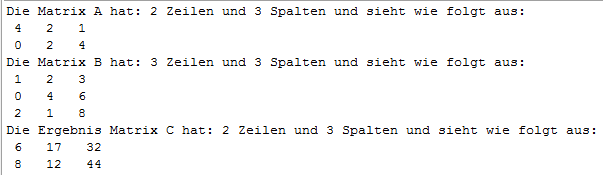 Die Matrix A hat: 2 Zeilen und 3 Spalten und sieht wie folgt aus:
4 2 1
0 2 4
Die Matrix B hat: 3 Zeilen und 3 Spalten und sieht wie folgt aus:
1 2 3
0 4 6
2 1 8
Die Ergebnis Matrix C hat: 2 Zeilen und 3 Spalten und sieht wie folgt aus:
6 17 32
8 12 44